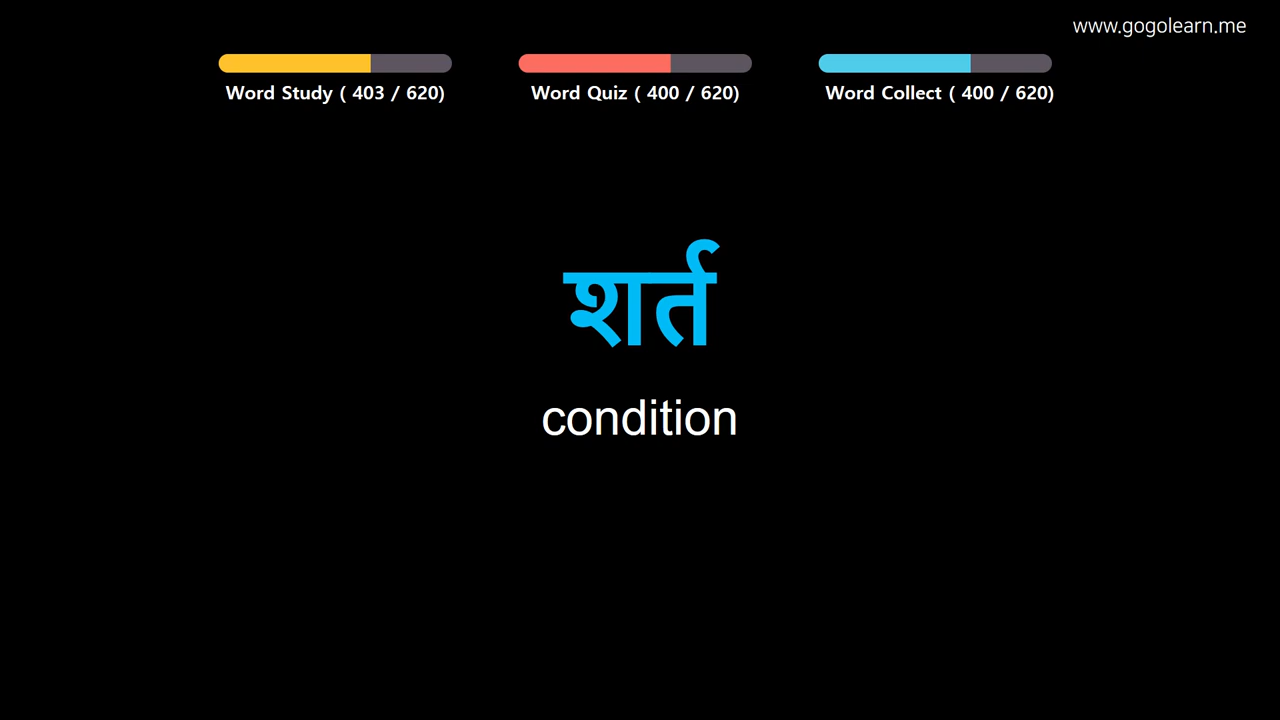 www.gogolearn.me
Word Study ( 403 / 620)
Word Quiz ( 400 / 620)
Word Collect ( 400 / 620)
शर्त
condition